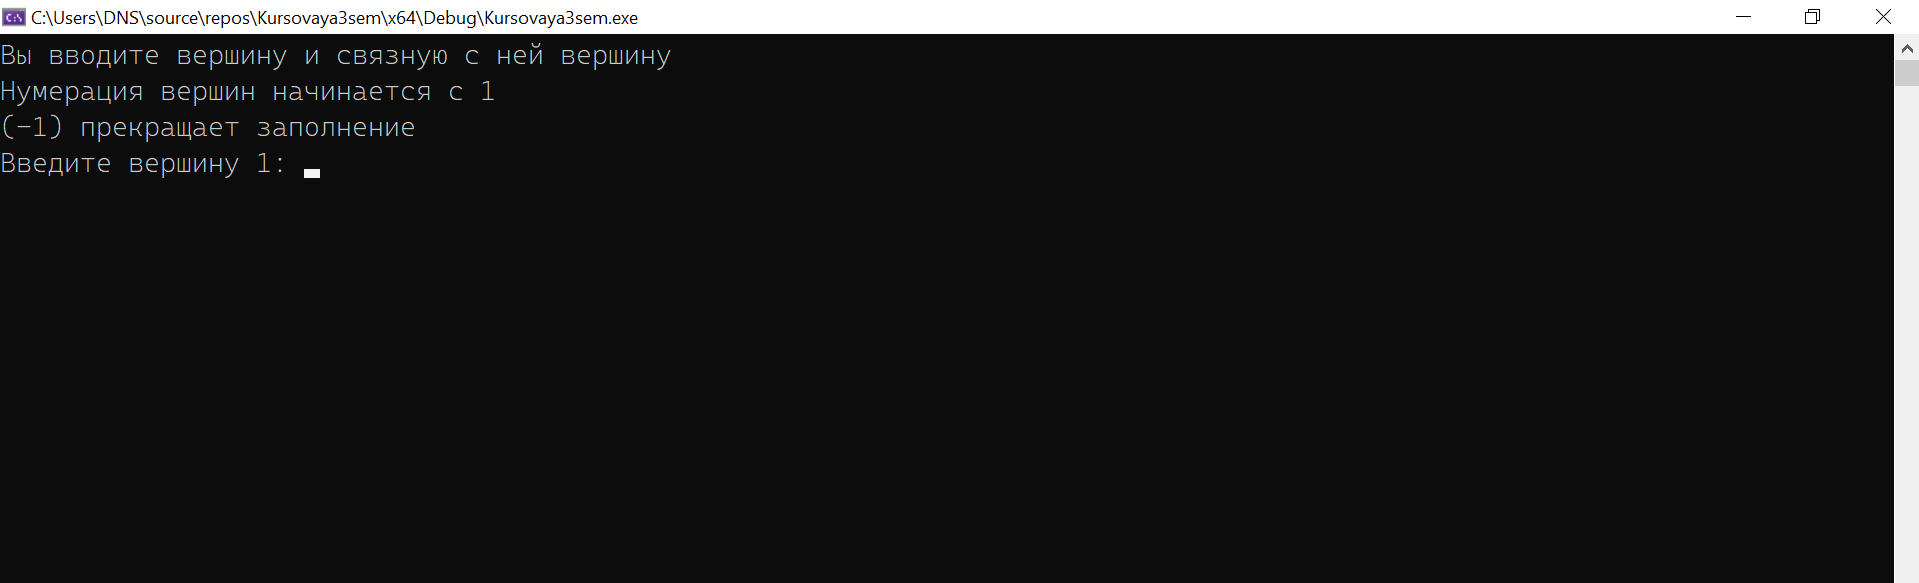 C:\Users\DNS\source\repos\Kursovaya3sem\x64\Debug\Kursovaya3sem.exe
Вы вводите вершину и связную с ней вершину
Нумерация вершин начинается с 1
(-1) прекращает заполнение
Введите вершину 1: